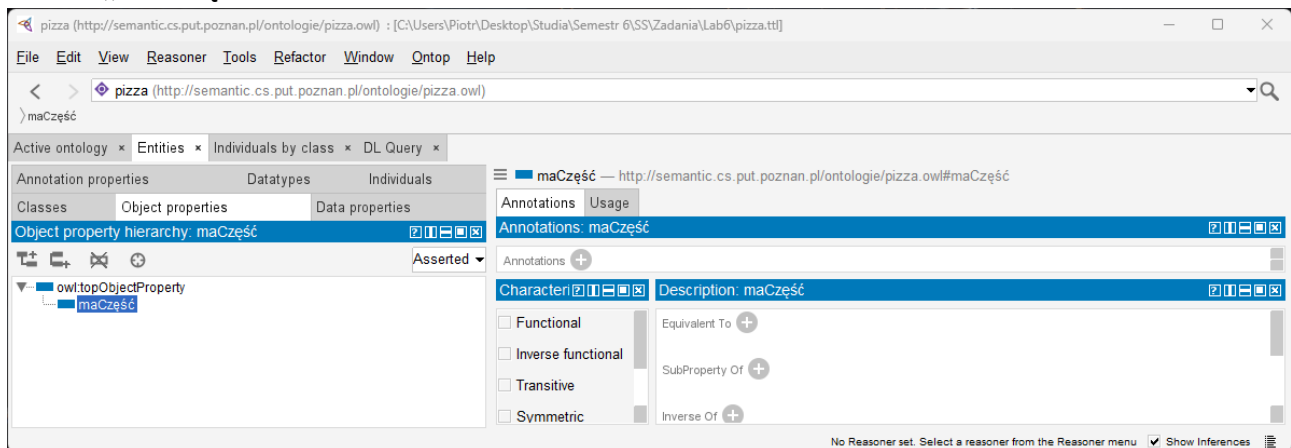 pizza (http://semantic.cs.put.poznan.pl/ontologie/pizza.owl) : [C:\Users\Piotr\Desktop\Studia\Semestr 6\SS\Zadania\Lab6\pizza.ttl]
File Edit View Reasoner Tools Refactor Window Ontop Help
pizza (http://semantic.cs.put.poznan.pl/ontologie/pizza.owl)
maCzęść
Active ontology × Entities × Individuals by class × DL Query ×
Annotation properties Datatypes Individuals
Classes Object properties Data properties
Object property hierarchy: maCzęść
Asserted
owl:topObjectProperty
maCzęść
maCzęść — http://semantic.cs.put.poznan.pl/ontologie/pizza.owl#maCzęść
Annotations Usage
Annotations: maCzęść
Annotations
Characteri
Functional
Inverse functional
Transitive
Symmetric
Description: maCzęść
Equivalent To
SubProperty Of
Inverse Of
No Reasoner set. Select a reasoner from the Reasoner menu Show Inferences